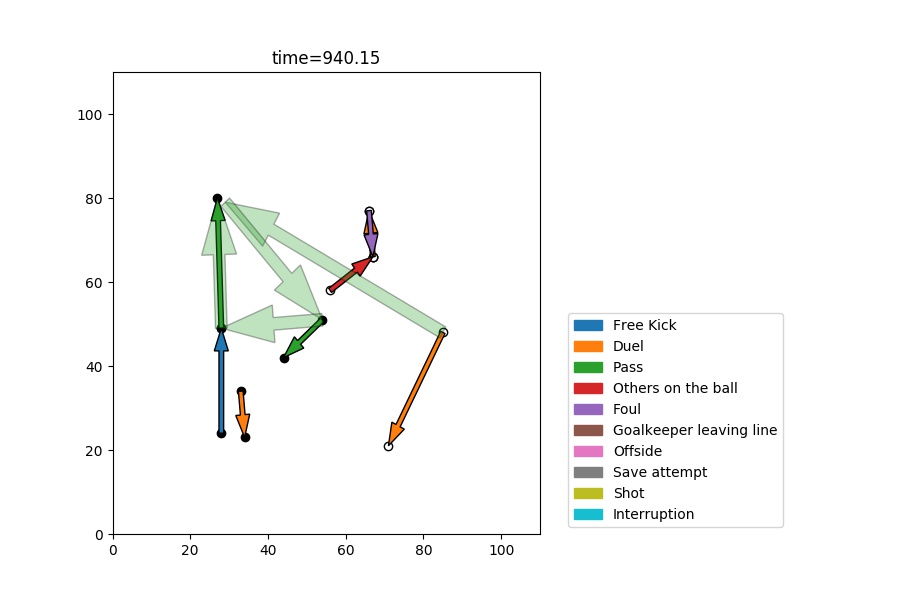 time=940.15
100
80
60
40
20
0
0 20 40 60 80 100
Free Kick
Duel
Pass
Others on the ball
Foul
Goalkeeper leaving line
Offside
Save attempt
Shot
Interruption